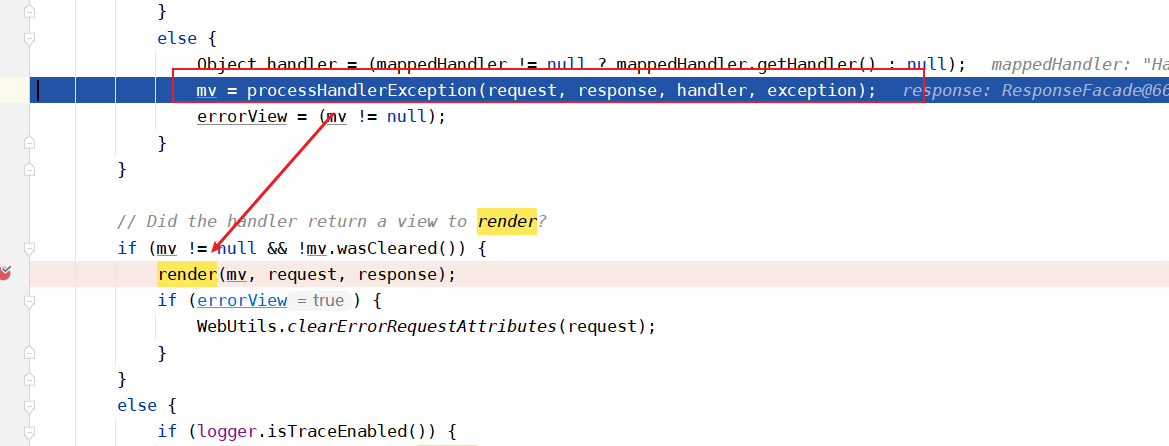 }
else {
Object handler = (mappedHandler != null ? mappedHandler.getHandler() : null); mappedHandler: "Ha
mv = processHandlerException(request, response, handler, exception); response: ResponseFacade@66
errorView = (mv != null);
}
}
// Did the handler return a view to render?
if (mv != null && !mv.wasCleared()) {
render(mv, request, response);
if (errorView = true ) {
WebUtils.clearErrorRequestAttributes(request);
}
}
else {
if (logger.isTraceEnabled()) {